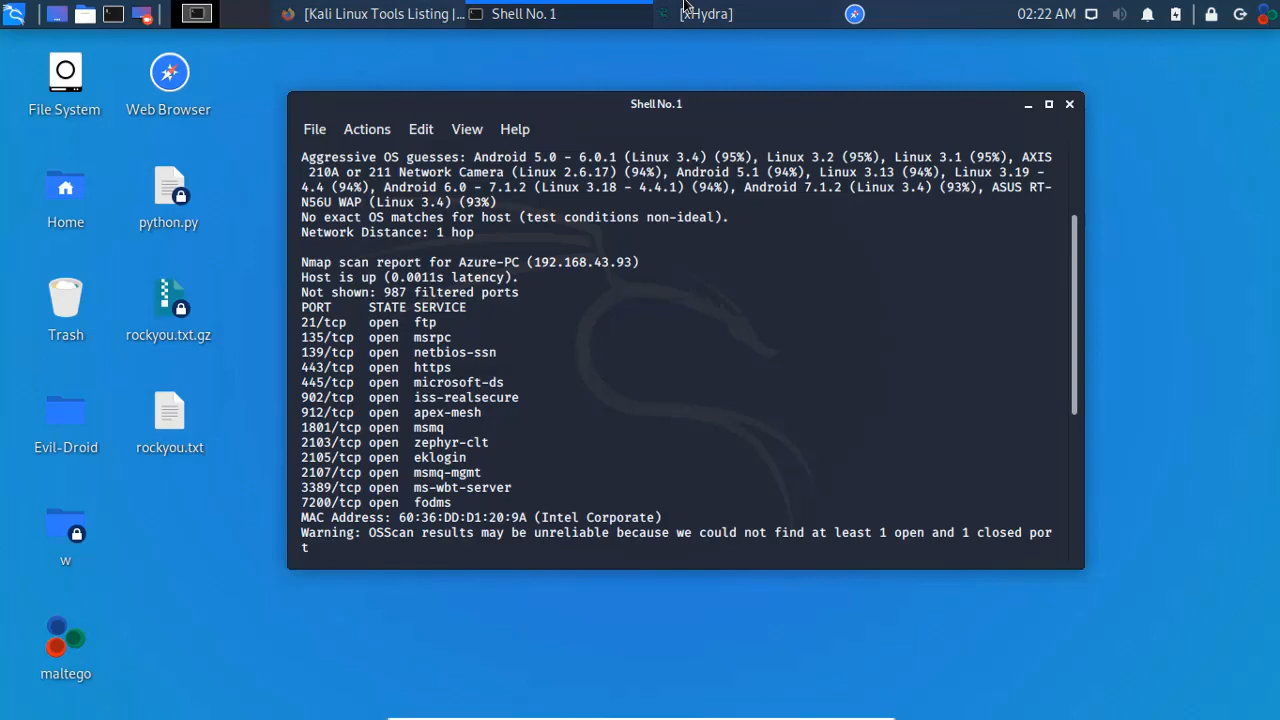 [Kali Linux Tools Listing |...
Shell No. 1
Hydra]
02:22 AM
File System
Web Browser
Home
python.py
Trash
rockyou.txt.gz
Evil-Droid
rockyou.txt
w
maltego
Shell No.1
File Actions Edit View Help
Aggressive OS guesses: Android 5.0 - 6.0.1 (Linux 3.4) (95%), Linux 3.2 (95%), Linux 3.1 (95%), AXIS
210A or 211 Network Camera (Linux 2.6.17) (94%), Android 5.1 (94%), Linux 3.13 (94%), Linux 3.19 -
4.4 (94%), Android 6.0 - 7.1.2 (Linux 3.18 - 4.4.1) (94%), Android 7.1.2 (Linux 3.4) (93%), ASUS RT-
N56U WAP (Linux 3.4) (93%)
No exact OS matches for host (test conditions non-ideal).
Network Distance: 1 hop
Nmap scan report for Azure-PC (192.168.43.93)
Host is up (0.0011s latency).
Not shown: 987 filtered ports
PORT STATE SERVICE
21/tcp open ftp
135/tcp open msrpc
139/tcp open netbios-ssn
443/tcp open https
445/tcp open microsoft-ds
902/tcp open iss-realsecure
912/tcp open apex-mesh
1801/tcp open msmq
2103/tcp open zephyr-clt
2105/tcp open eklogin
2107/tcp open msmq-mgmt
3389/tcp open ms-wbt-server
7200/tcp open fodms
MAC Address: 60:36:DD:D1:20:9A (Intel Corporate)
Warning: OSScan results may be unreliable because we could not find at least 1 open and 1 closed por
t